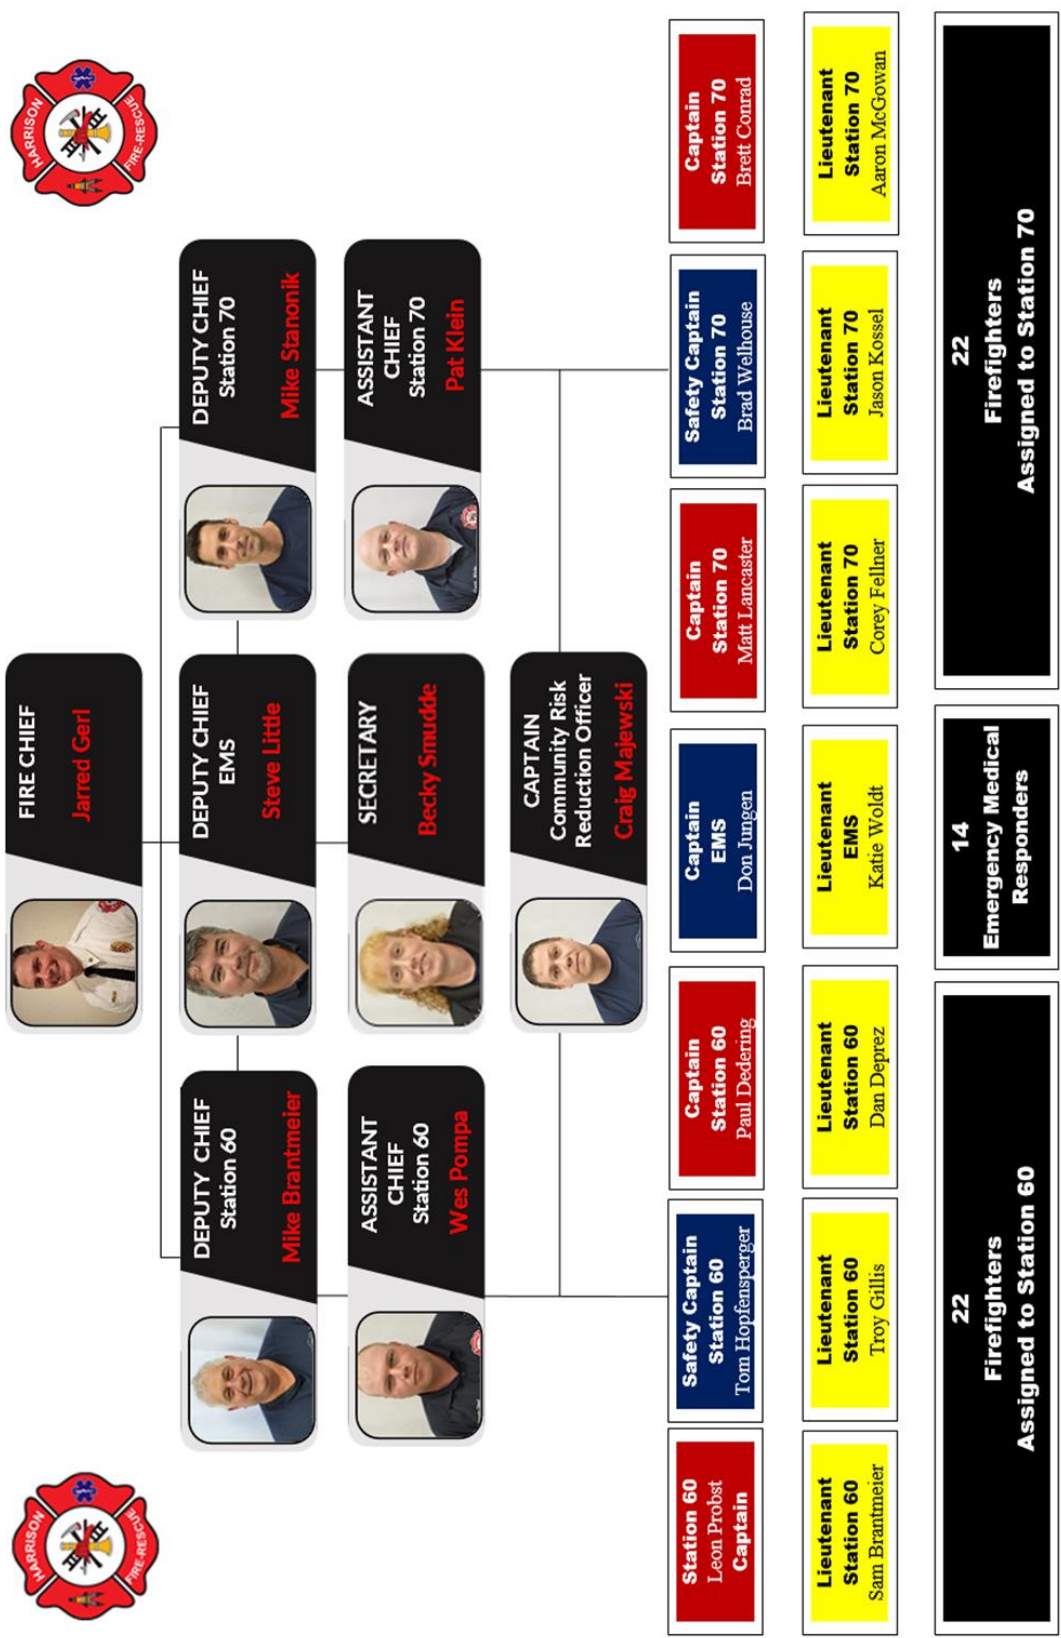 HARRISON
FIRE-RESCUE
HARRISON
FIRE-RESCUE
FIRE CHIEF
Jarred Gerl
DEPUTY CHIEF
Station 60
Mike Brantmeier
DEPUTY CHIEF
EMS
Steve Little
DEPUTY CHIEF
Station 70
Mike Stanonik
ASSISTANT
CHIEF
Station 60
Wes Pompa
SECRETARY
Becky Smudde
ASSISTANT
CHIEF
Station 70
Pat Klein
CAPTAIN
Community Risk
Reduction Officer
Craig Majewski
Station 60
Leon Probst
Captain
Safety Captain
Station 60
Tom Hopfensperger
Captain
Station 60
Paul Dedering
Captain
EMS
Don Jungen
Captain
Station 70
Matt Lancaster
Safety Captain
Station 70
Brad Welhouse
Captain
Station 70
Brett Conrad
Lieutenant
Station 60
Sam Brantmeier
Lieutenant
Station 60
Troy Gillis
Lieutenant
Station 60
Dan Deprez
Lieutenant
EMS
Katie Woldt
Lieutenant
Station 70
Corey Fellner
Lieutenant
Station 70
Jason Kossel
Lieutenant
Station 70
Aaron McGowan
22
Firefighters
Assigned to Station 60
14
Emergency Medical
Responders
22
Firefighters
Assigned to Station 70